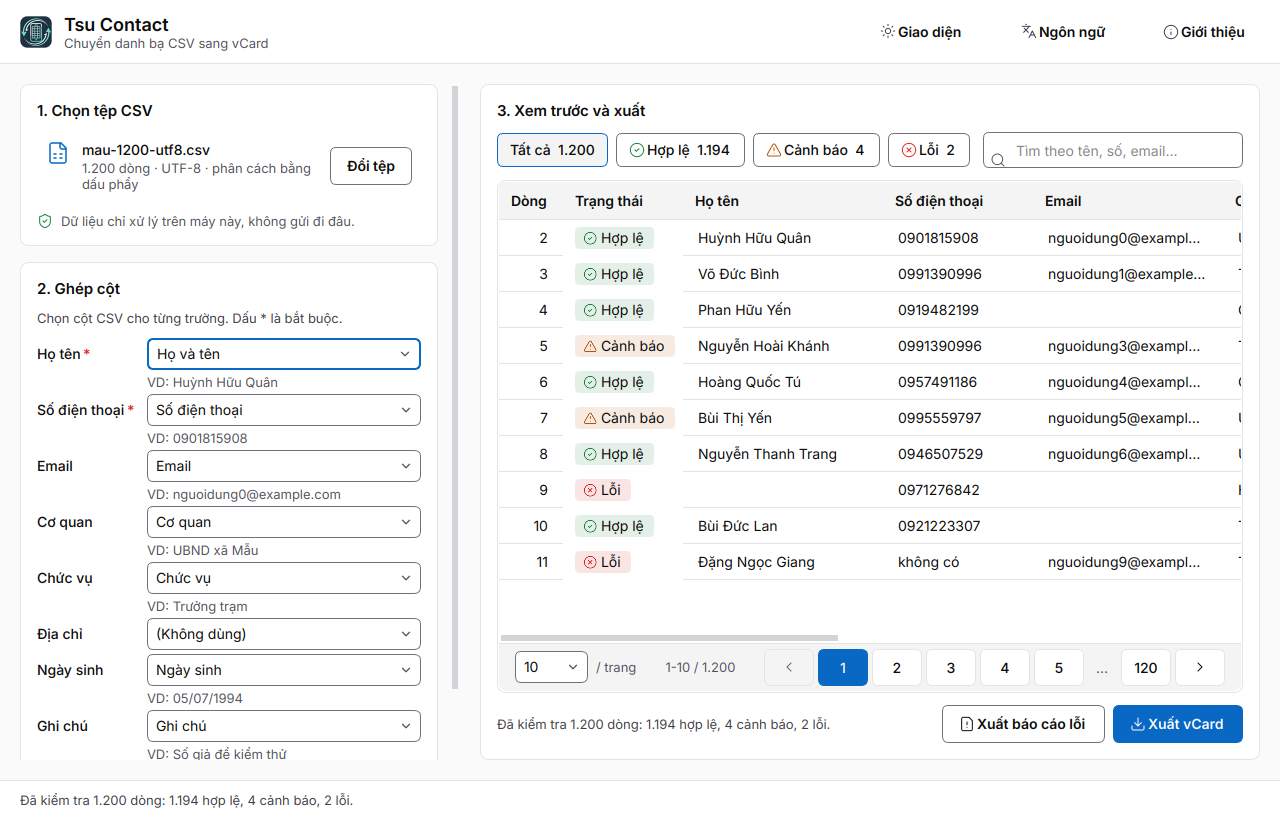 Tsu Contact
Chuyển danh bạ CSV sang vCard
Giao diện
Ngôn ngữ
Giới thiệu
1. Chọn tệp CSV
mau-1200-utf8.csv
1.200 dòng · UTF-8 · phân cách bằng
dấu phẩy
Đổi tệp
Dữ liệu chỉ xử lý trên máy này, không gửi đi đâu.
2. Ghép cột
Chọn cột CSV cho từng trường. Dấu * là bắt buộc.
Họ tên * Họ và tên
VD: Huỳnh Hữu Quân
Số điện thoại * Số điện thoại
VD: 0901815908
Email Email
VD: nguoidung0@example.com
Cơ quan Cơ quan
VD: UBND xã Mẫu
Chức vụ Chức vụ
VD: Trưởng trạm
Địa chỉ (Không dùng)
Ngày sinh Ngày sinh
VD: 05/07/1994
Ghi chú Ghi chú
VD: Số giả để kiểm thử
3. Xem trước và xuất
Tất cả 1.200 Hợp lệ 1.194 Cảnh báo 4 Lỗi 2 Tìm theo tên, số, email...
Dòng Trạng thái Họ tên Số điện thoại Email
2 Hợp lệ Huỳnh Hữu Quân 0901815908 nguoidung0@exampl...
3 Hợp lệ Võ Đức Bình 0991390996 nguoidung1@example...
4 Hợp lệ Phan Hữu Yến 0919482199
5 Cảnh báo Nguyễn Hoài Khánh 0991390996 nguoidung3@exampl...
6 Hợp lệ Hoàng Quốc Tú 0957491186 nguoidung4@exampl...
7 Cảnh báo Bùi Thị Yến 0995559797 nguoidung5@exampl...
8 Hợp lệ Nguyễn Thanh Trang 0946507529 nguoidung6@exampl...
9 Lỗi 0971276842
10 Hợp lệ Bùi Đức Lan 0921223307
11 Lỗi Đặng Ngọc Giang không có nguoidung9@exampl...
10 / trang 1-10 / 1.200 1 2 3 4 5 ... 120
Đã kiểm tra 1.200 dòng: 1.194 hợp lệ, 4 cảnh báo, 2 lỗi.
Xuất báo cáo lỗi
Xuất vCard
Đã kiểm tra 1.200 dòng: 1.194 hợp lệ, 4 cảnh báo, 2 lỗi.